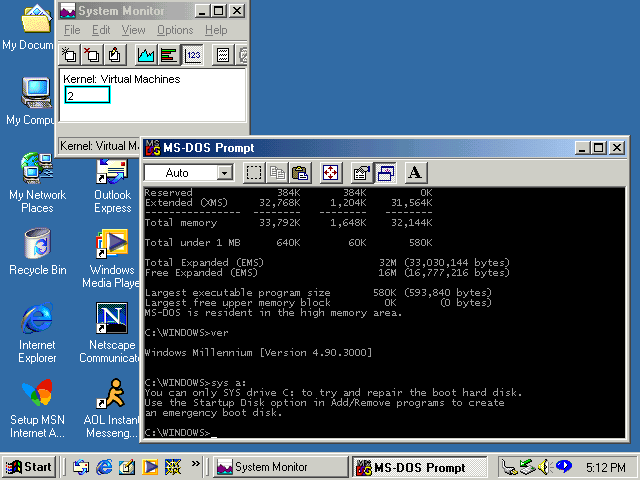 My Docum
System Monitor
File Edit View Options Help
123
Kernel: Virtual Machines
2
Kernel: Virtual Ma
My Compu
MS-DOS Prompt
Auto
A
Reserved 384K 384K 0K
Extended (XMS) 32,768K 1,204K 31,564K
---------------- -------- -------- --------
Total memory 33,792K 1,648K 32,144K
Total under 1 MB 640K 60K 580K
Total Expanded (EMS) 32M (33,030,144 bytes)
Free Expanded (EMS) 16M (16,777,216 bytes)
Largest executable program size 580K (593,840 bytes)
Largest free upper memory block 0K (0 bytes)
MS-DOS is resident in the high memory area.
C:\WINDOWS>ver
Windows Millennium [Version 4.90.3000]
C:\WINDOWS>sys a:
You can only SYS drive C: to try and repair the boot hard disk.
Use the Startup Disk option in Add/Remove programs to create
an emergency boot disk.
C:\WINDOWS>_
My Network
Places
Outlook
Express
Recycle Bin
Windows
Media Playe
Internet
Explorer
Netscape
Communicato
Setup MSN
Internet A...
AOL Instant
Messeng...
Start
»
System Monitor
MS-DOS Prompt
5:12 PM